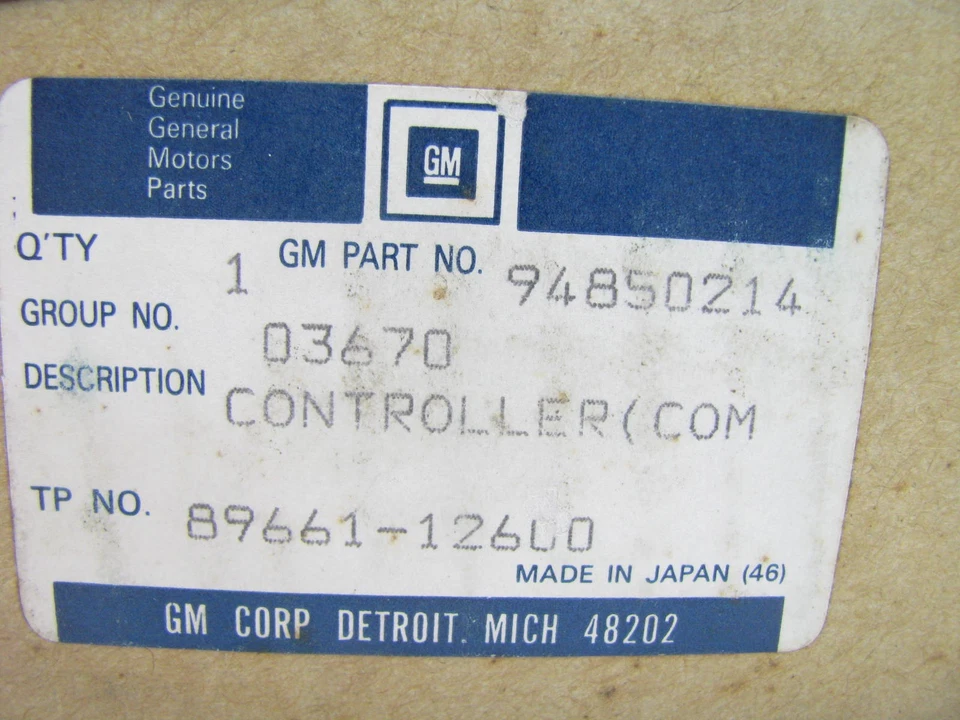 Genuine
General
Motors
Parts
GM
Q'TY 1 GM PART NO. 94850214
GROUP NO. 03670
DESCRIPTION CONTROLLER(COM
TP NO. 89661-12600
MADE IN JAPAN (46)
GM CORP DETROIT. MICH 48202